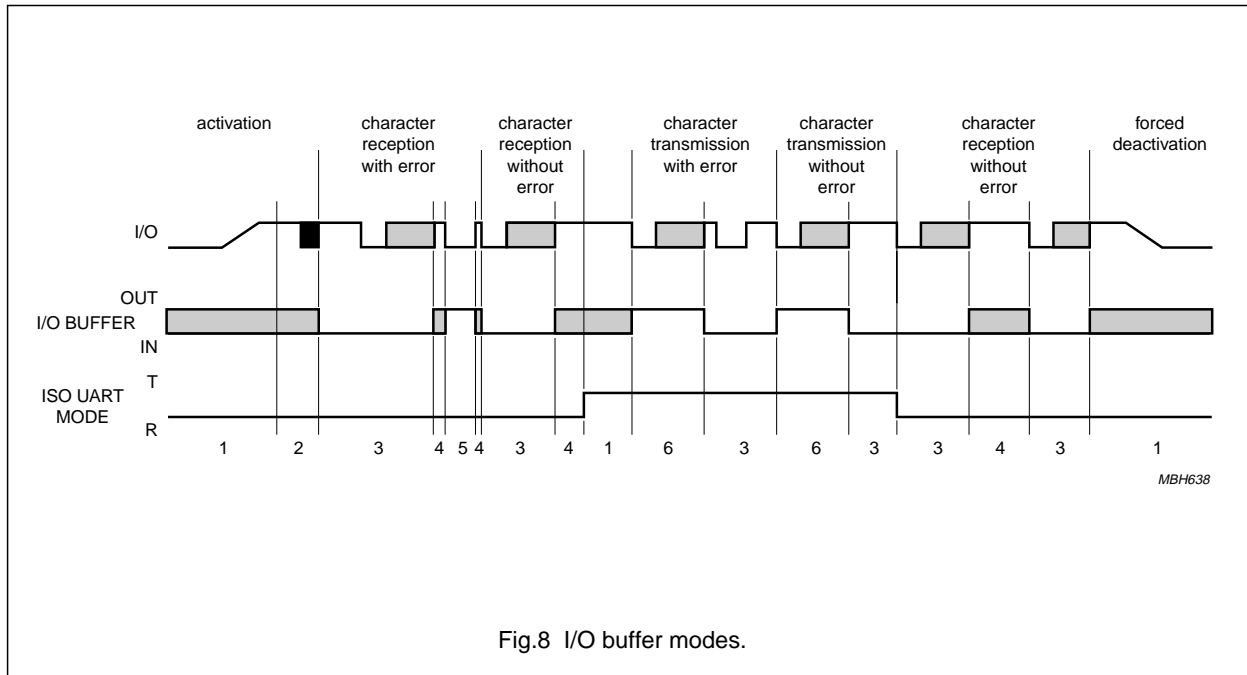 activation
character
reception
with error
character
reception
without
error
character
transmission
with error
character
transmission
without
error
character
reception
without
error
forced
deactivation
I/O
OUT
I/O BUFFER
IN
T
ISO UART
MODE
R
1 2 3 4 5 4 3 4 1 6 3 6 3 3 4 3 1
MBH638
Fig.8 I/O buffer modes.